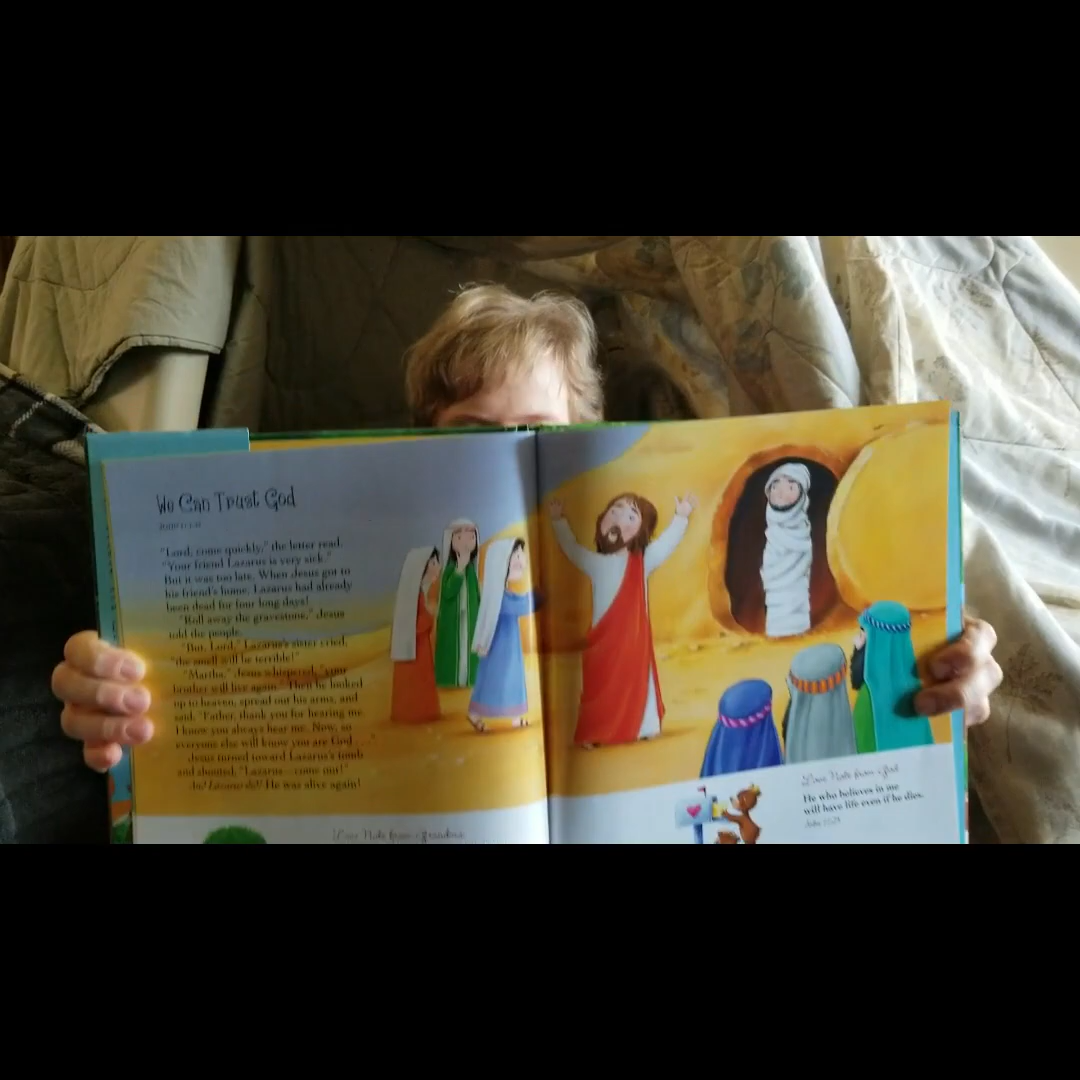 We Can Trust God
"Lord, come quickly," the letter read.
"Your friend Lazarus is very sick."
But it was too late. When Jesus got to
his friend's home, Lazarus had already
been dead for four long days!
"Roll away the gravestone," Jesus
told the people.
"But, Lord," Lazarus's sister cried,
"the smell will be terrible!"
"Martha," Jesus whispered, "your
brother will live again." Then he looked
up to heaven, spread out his arms, and
said, "Father, thank you for hearing me.
I know you always hear me. Now, so
everyone else will know you are God . . ."
Jesus turned toward Lazarus's tomb
and shouted, "Lazarus—come out!"
And Lazarus did! He was alive again!
Love Note from Grandma
Love Note from God
He who believes in me
will have life even if he dies.